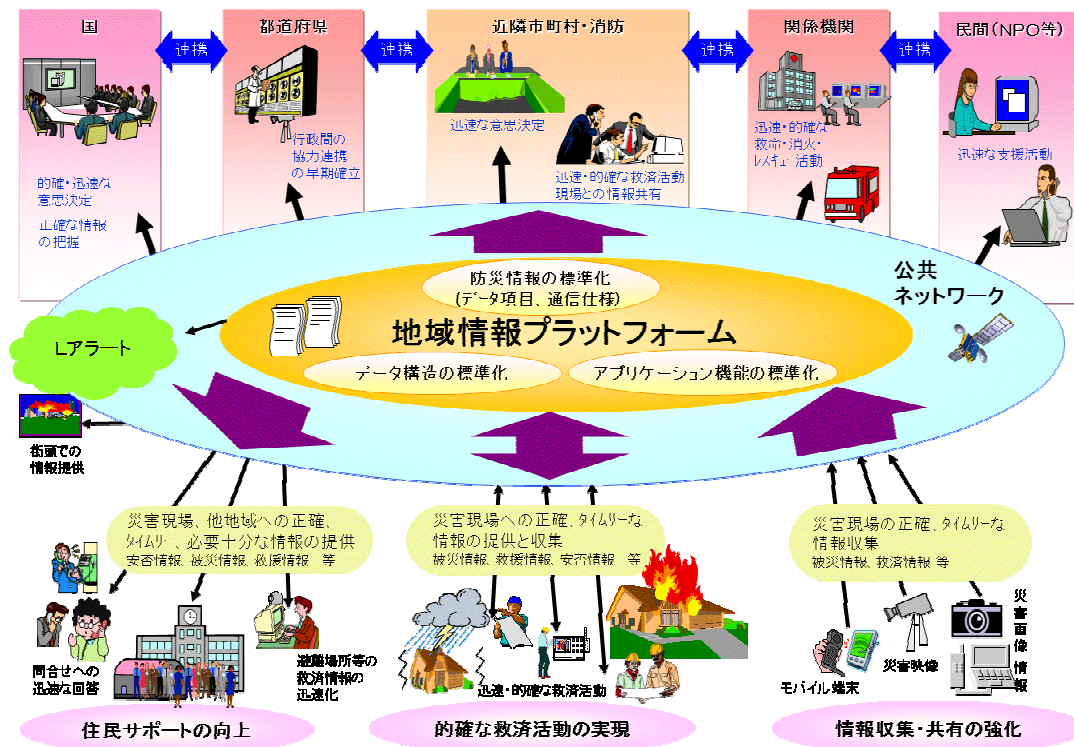 国
連携
都道府県
連携
近隣市町村・消防
連携
関係機関
連携
民間(NPO等)
的確・迅速な
意思決定
正確な情報
の把握
行政間の
協力連携
の早期確立
迅速な意思決定
迅速・的確な救済活動
現場との情報共有
迅速・的確な
救命・消火・
ﾚｽｷｭｰ活動
迅速な支援活動
公共
ネットワーク
防災情報の標準化
(データ項目、通信仕様)
地域情報プラットフォーム
データ構造の標準化
アプリケーション機能の標準化
Lアラート
街頭での
情報提供
災害現場、他地域への正確、
ﾀｲﾑﾘｰ、必要十分な情報の提供
安否情報、被災情報、救援情報 等
災害現場への正確、ﾀｲﾑﾘｰな
情報の提供と収集
被災情報、救援情報、安否情報 等
災害現場の正確、ﾀｲﾑﾘｰな
情報収集
被災情報、救済情報 等
問合せへの
迅速な回答
避難場所等の
救済情報の
迅速化
迅速・的確な救済活動
モバイル端末
災害映像
災害画像情報
住民サポートの向上
的確な救済活動の実現
情報収集・共有の強化